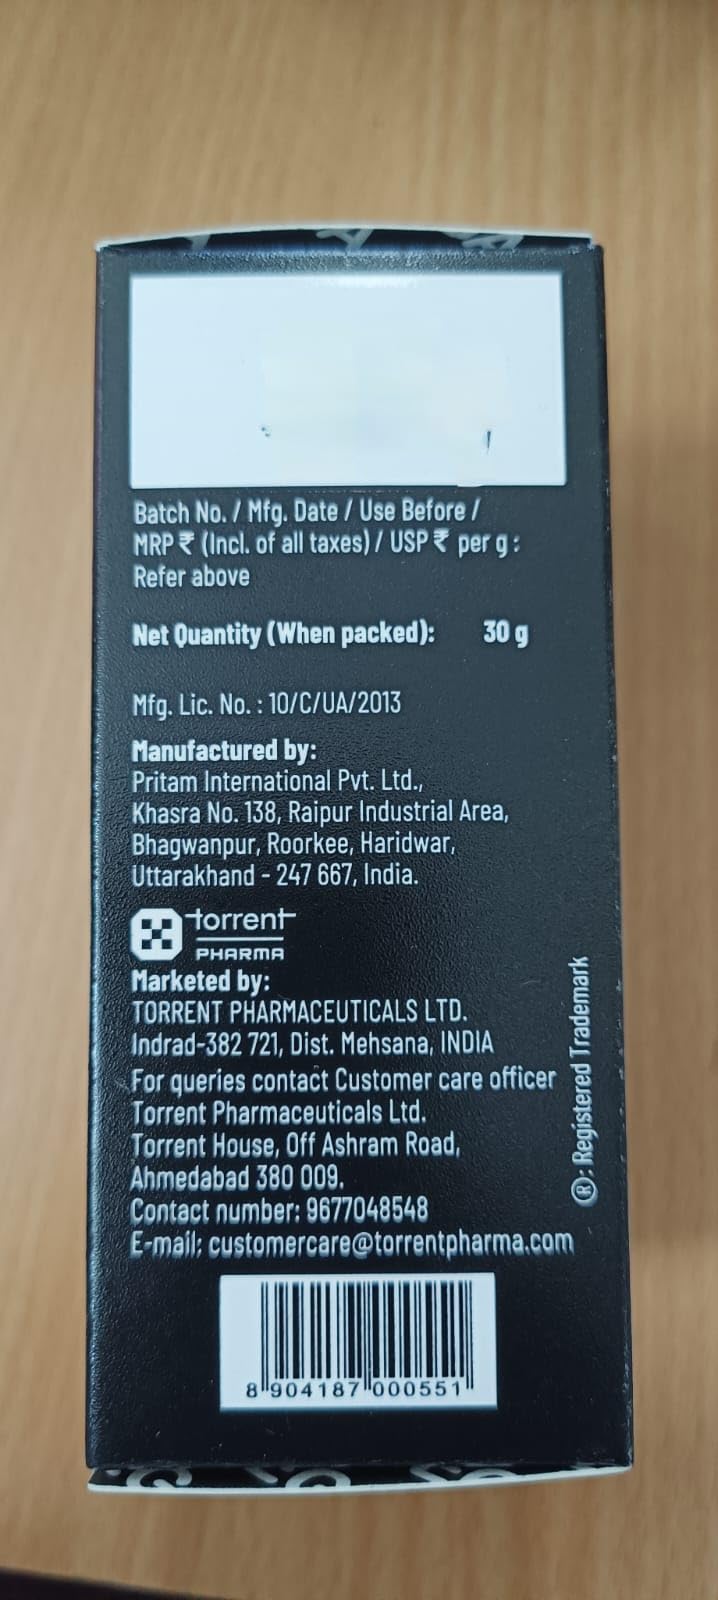 Batch No. / Mfg. Date / Use Before /
MRP ₹ (Incl. of all taxes) / USP ₹ per g :
Refer above
Net Quantity (When packed): 30 g
Mfg. Lic. No. : 10/C/UA/2013
Manufactured by:
Pritam International Pvt. Ltd.,
Khasra No. 138, Raipur Industrial Area,
Bhagwanpur, Roorkee, Haridwar,
Uttarakhand - 247 667, India.
torrent
PHARMA
Marketed by:
TORRENT PHARMACEUTICALS LTD.
Indrad-382 721, Dist. Mehsana, INDIA
For queries contact Customer care officer
Torrent Pharmaceuticals Ltd.
Torrent House, Off Ashram Road,
Ahmedabad 380 009.
Contact number: 9677048548
E-mail: customercare@torrentpharma.com
®: Registered Trademark
8 904187 000551